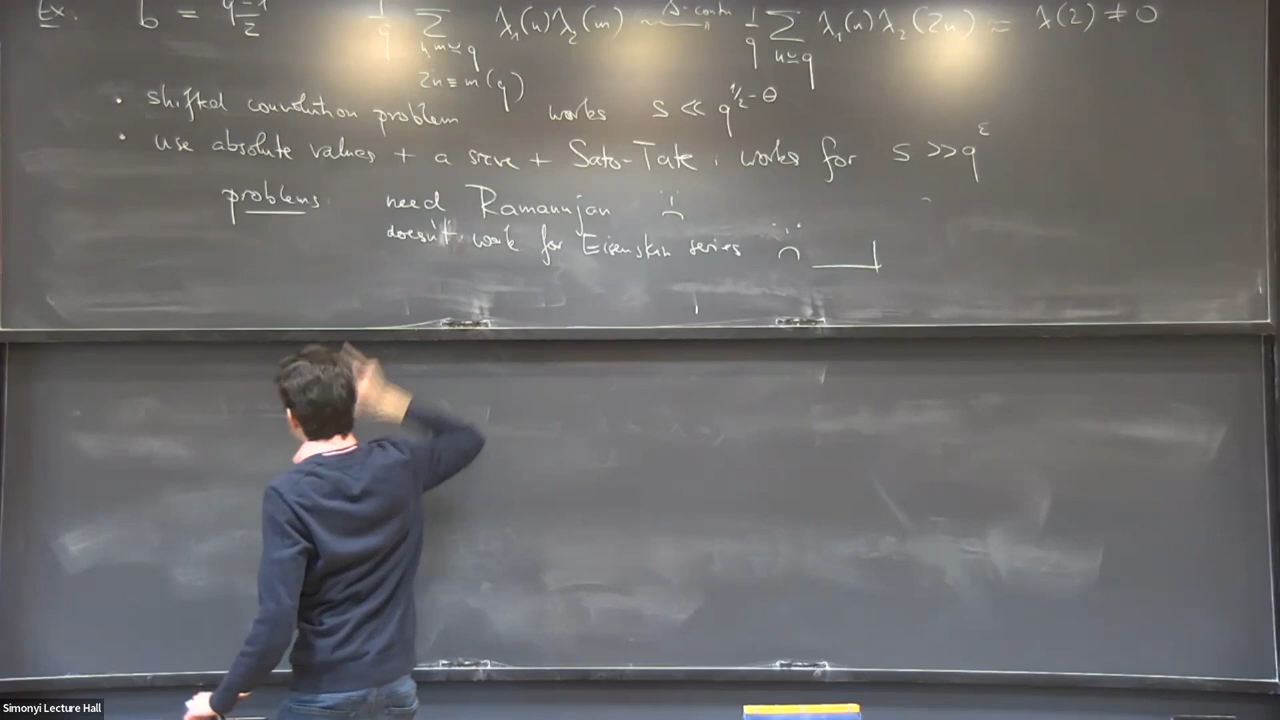 Ex. b = q-1/2 1/q Σ λ₁(n)λ₂(m) Δ-contr 1/q Σ λ₁(n) λ₂(2n) ≈ λ(2) ≠ 0
n,m≍q n≍q
2n≡m(q)
• shifted convolution problem works s ≪ q^{1/2-θ}
• use absolute values + a sieve + Sato-Tate, works for s >> q^ε
problems: need Ramanujan
doesn't work for Eisenstein series
Simonyi Lecture Hall